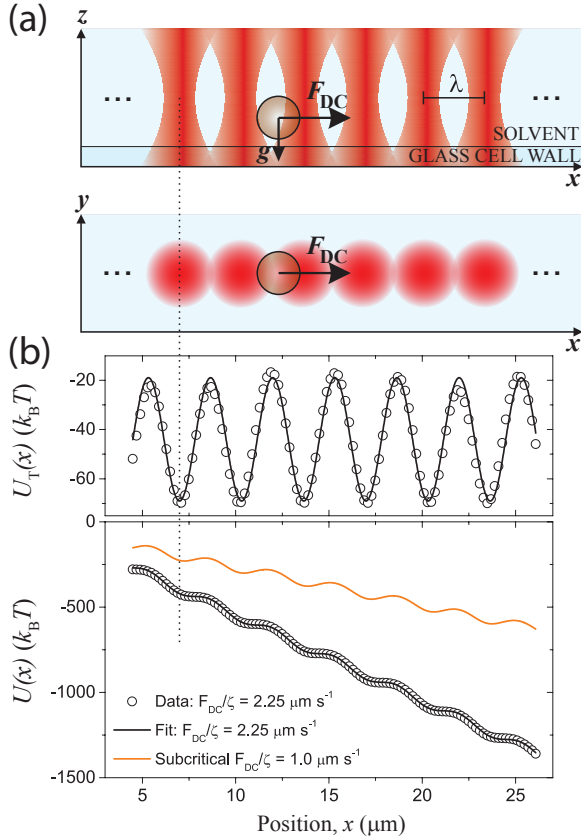 (a)
z
F_DC
λ
... ...
g
SOLVENT
GLASS CELL WALL
x
y
F_DC
... ...
x
(b)
U_T(x) (k_BT)
-20
-40
-60
0
-500
-1000
-1500
U(x) (k_BT)
Data: F_DC/ζ = 2.25 μm s⁻¹
Fit: F_DC/ζ = 2.25 μm s⁻¹
Subcritical F_DC/ζ = 1.0 μm s⁻¹
5 10 15 20 25
Position, x (μm)